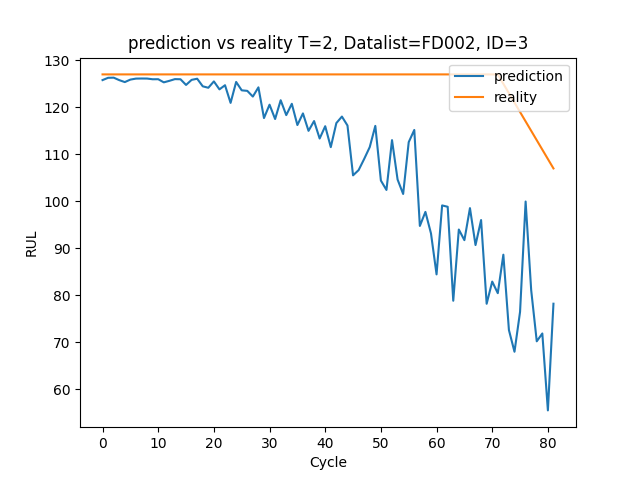 prediction vs reality T=2, Datalist=FD002, ID=3
prediction
reality
RUL
130
120
110
100
90
80
70
60
0 10 20 30 40 50 60 70 80
Cycle